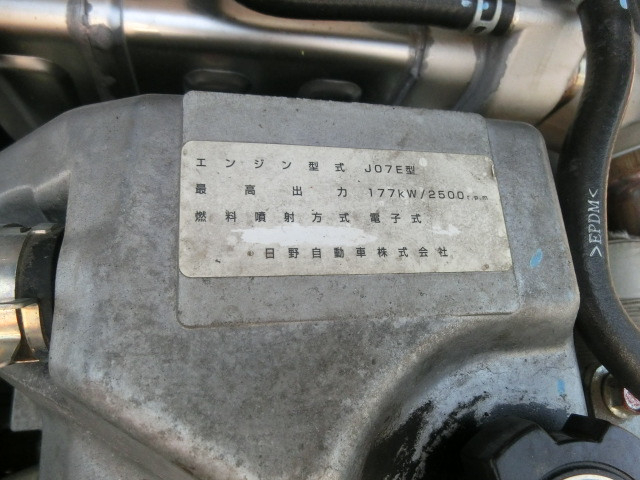 エンジン型式 J07E型
最高出力 177kW/2500r.p.m
燃料噴射方式 電子式
日野自動車株式会社
>EPDM<